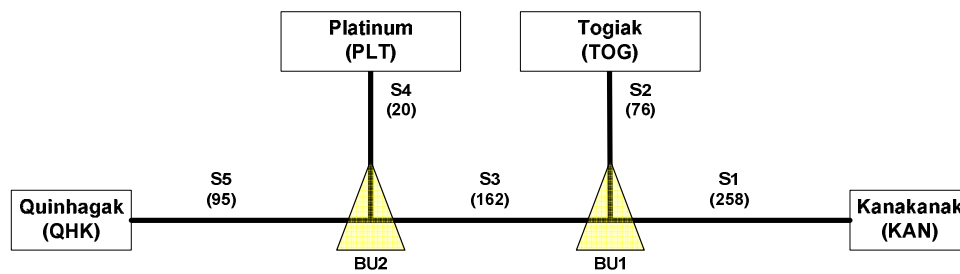 Platinum
(PLT)
Togiak
(TOG)
S4
(20)
S2
(76)
S5
(95)
S3
(162)
S1
(258)
Quinhagak
(QHK)
Kanakanak
(KAN)
BU2
BU1